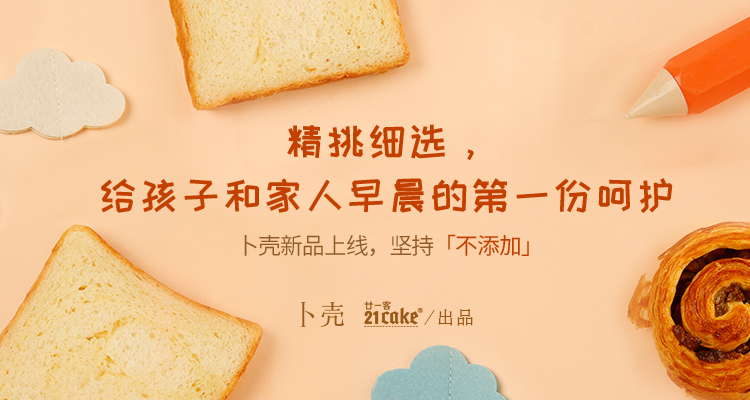 精挑细选，
给孩子和家人早晨的第一份呵护
卜壳新品上线，坚持「不添加」
卜壳 廿一客 21cake® /出品